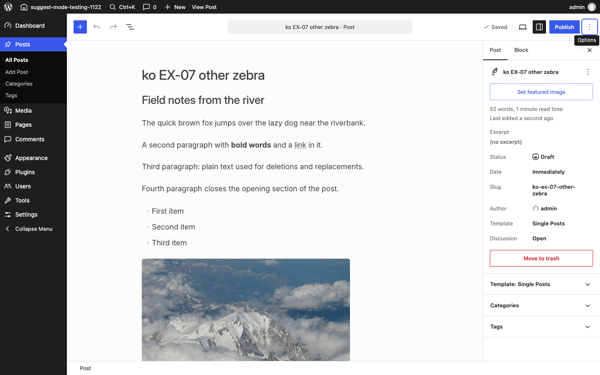 suggest-mode-testing-1122
Ctrl+K
0
New
View Post
admin
Dashboard
Posts
All Posts
Add Post
Categories
Tags
Media
Pages
Comments
Appearance
Plugins
Users
Tools
Settings
Collapse Menu
ko EX-07 other zebra · Post
Saved
Publish
Options
ko EX-07 other zebra
Field notes from the river
The quick brown fox jumps over the lazy dog near the riverbank.
A second paragraph with bold words and a link in it.
Third paragraph: plain text used for deletions and replacements.
Fourth paragraph closes the opening section of the post.
· First item
· Second item
· Third item
Post
Block
ko EX-07 other zebra
Set featured image
52 words, 1 minute read time.
Last edited a second ago.
Excerpt
(no excerpt)
Status Draft
Date Immediately
Slug ko-ex-07-other-
zebra
Author admin
Template Single Posts
Discussion Open
Move to trash
Template: Single Posts
Categories
Tags
Post